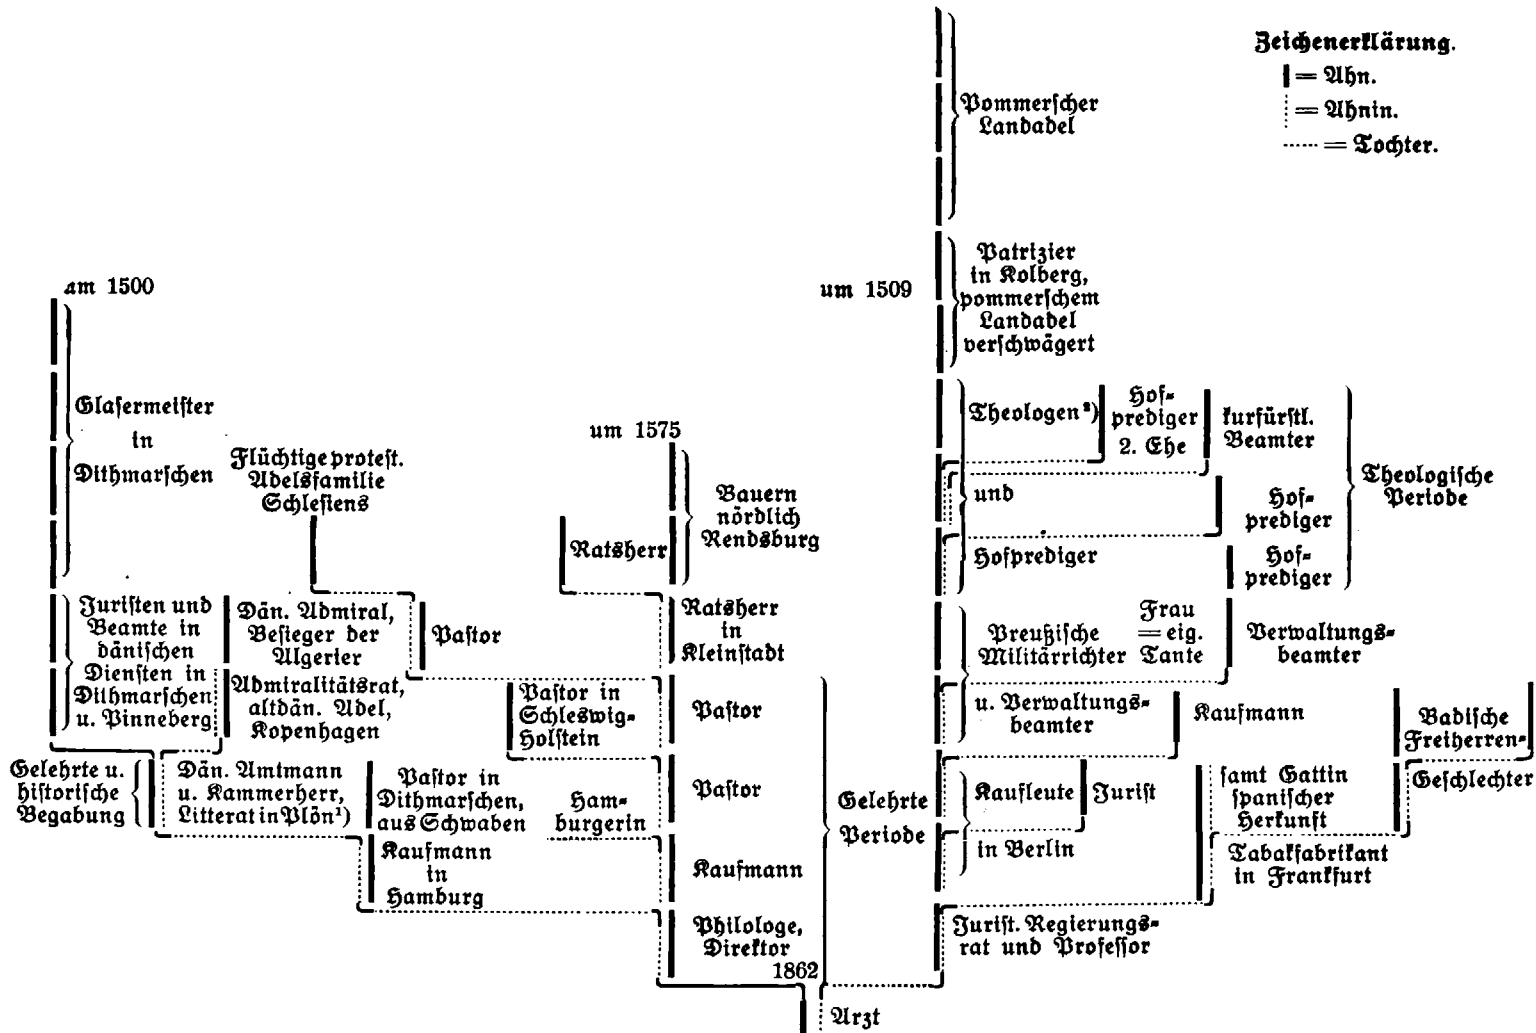 Zeichenerklärung.
= Ahn.
= Ahnin.
= Tochter.
Pommerscher
Landadel
um 1509
Patrizier
in Kolberg,
pommerschem
Landadel
verschwägert
um 1500
Glasermeister
in
Dithmarschen
Flüchtige protest.
Adelsfamilie
Schlesiens
um 1575
Ratsherr
Bauern
nördlich
Rendsburg
Theologen²)
Hof-
prediger
2. Ehe
kurfürstl.
Beamter
und
Hof-
prediger
Hofprediger
Hof-
prediger
Theologische
Periode
Juristen und
Beamte in
dänischen
Diensten in
Dithmarschen
u. Pinneberg
Dän. Admiral,
Besieger der
Algerier
Pastor
Ratsherr
in
Kleinstadt
Preußische
Militärrichter
Frau
= eig.
Tante
Verwaltungs-
beamter
Admiralitätsrat,
altdän. Adel,
Kopenhagen
Pastor in
Schleswig-
Holstein
Pastor
u. Verwaltungs-
beamter
Kaufmann
Badische
Freiherren-
Geschlechter
Gelehrte u.
historische
Begabung
Dän. Amtmann
u. Kammerherr,
Litterat in Plön¹)
Pastor in
Dithmarschen,
aus Schwaben
Ham-
burgerin
Pastor
Gelehrte
Periode
Kaufleute
Jurist
samt Gattin
spanischer
Herkunft
Kaufmann
in
Hamburg
Kaufmann
in Berlin
Tabakfabrikant
in Frankfurt
Philologe,
Direktor
1862
Jurist. Regierungs-
rat und Professor
Arzt